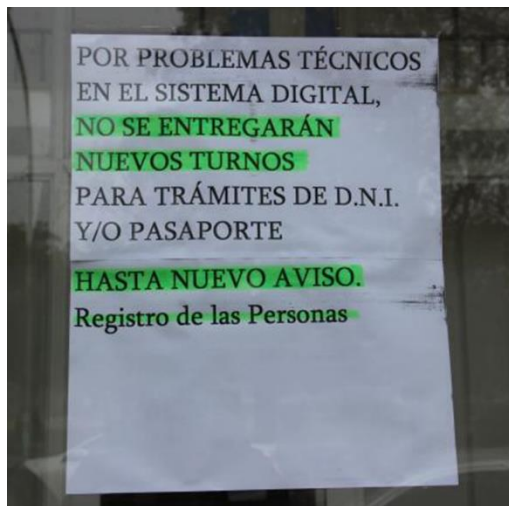 POR PROBLEMAS TÉCNICOS
EN EL SISTEMA DIGITAL,
NO SE ENTREGARÁN
NUEVOS TURNOS
PARA TRÁMITES DE D.N.I.
Y/O PASAPORTE
HASTA NUEVO AVISO.
Registro de las Personas